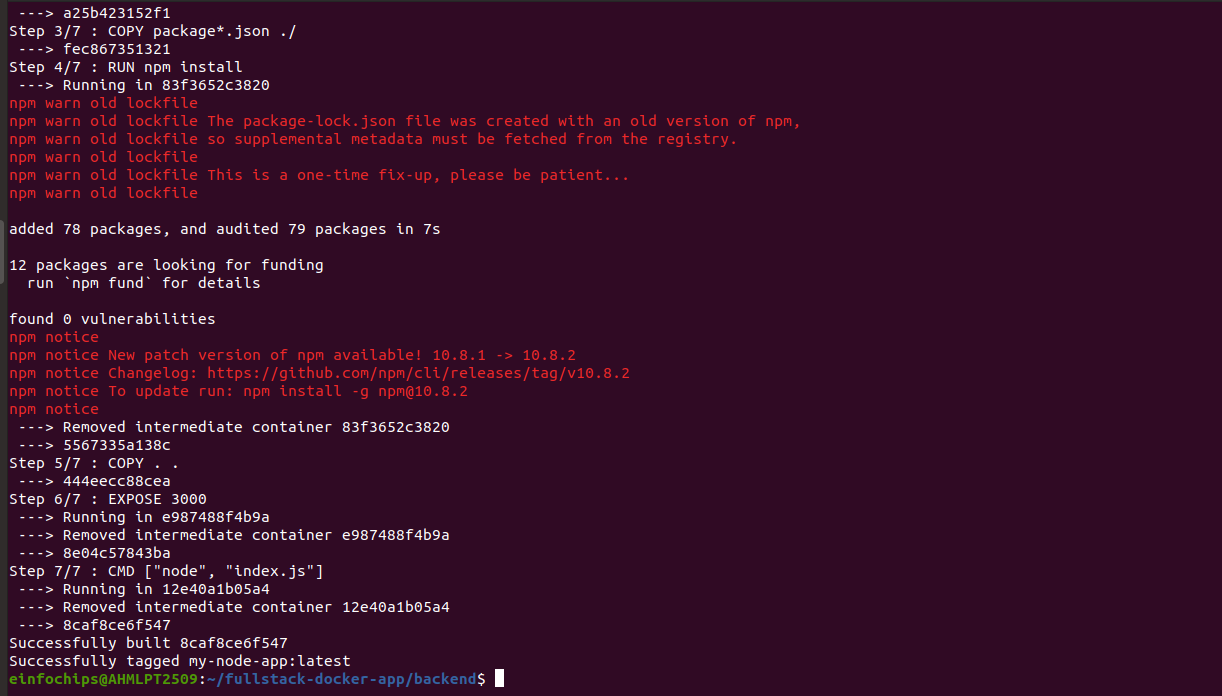 ---> a25b423152f1
Step 3/7 : COPY package*.json ./
---> fec867351321
Step 4/7 : RUN npm install
---> Running in 83f3652c3820
npm warn old lockfile
npm warn old lockfile The package-lock.json file was created with an old version of npm,
npm warn old lockfile so supplemental metadata must be fetched from the registry.
npm warn old lockfile
npm warn old lockfile This is a one-time fix-up, please be patient...
npm warn old lockfile
added 78 packages, and audited 79 packages in 7s
12 packages are looking for funding
run `npm fund` for details
found 0 vulnerabilities
npm notice
npm notice New patch version of npm available! 10.8.1 -> 10.8.2
npm notice Changelog: https://github.com/npm/cli/releases/tag/v10.8.2
npm notice To update run: npm install -g npm@10.8.2
npm notice
---> Removed intermediate container 83f3652c3820
---> 5567335a138c
Step 5/7 : COPY . .
---> 444eecc88cea
Step 6/7 : EXPOSE 3000
---> Running in e987488f4b9a
---> Removed intermediate container e987488f4b9a
---> 8e04c57843ba
Step 7/7 : CMD ["node", "index.js"]
---> Running in 12e40a1b05a4
---> Removed intermediate container 12e40a1b05a4
---> 8caf8ce6f547
Successfully built 8caf8ce6f547
Successfully tagged my-node-app:latest
einfochips@AHMLPT2509:~/fullstack-docker-app/backend$